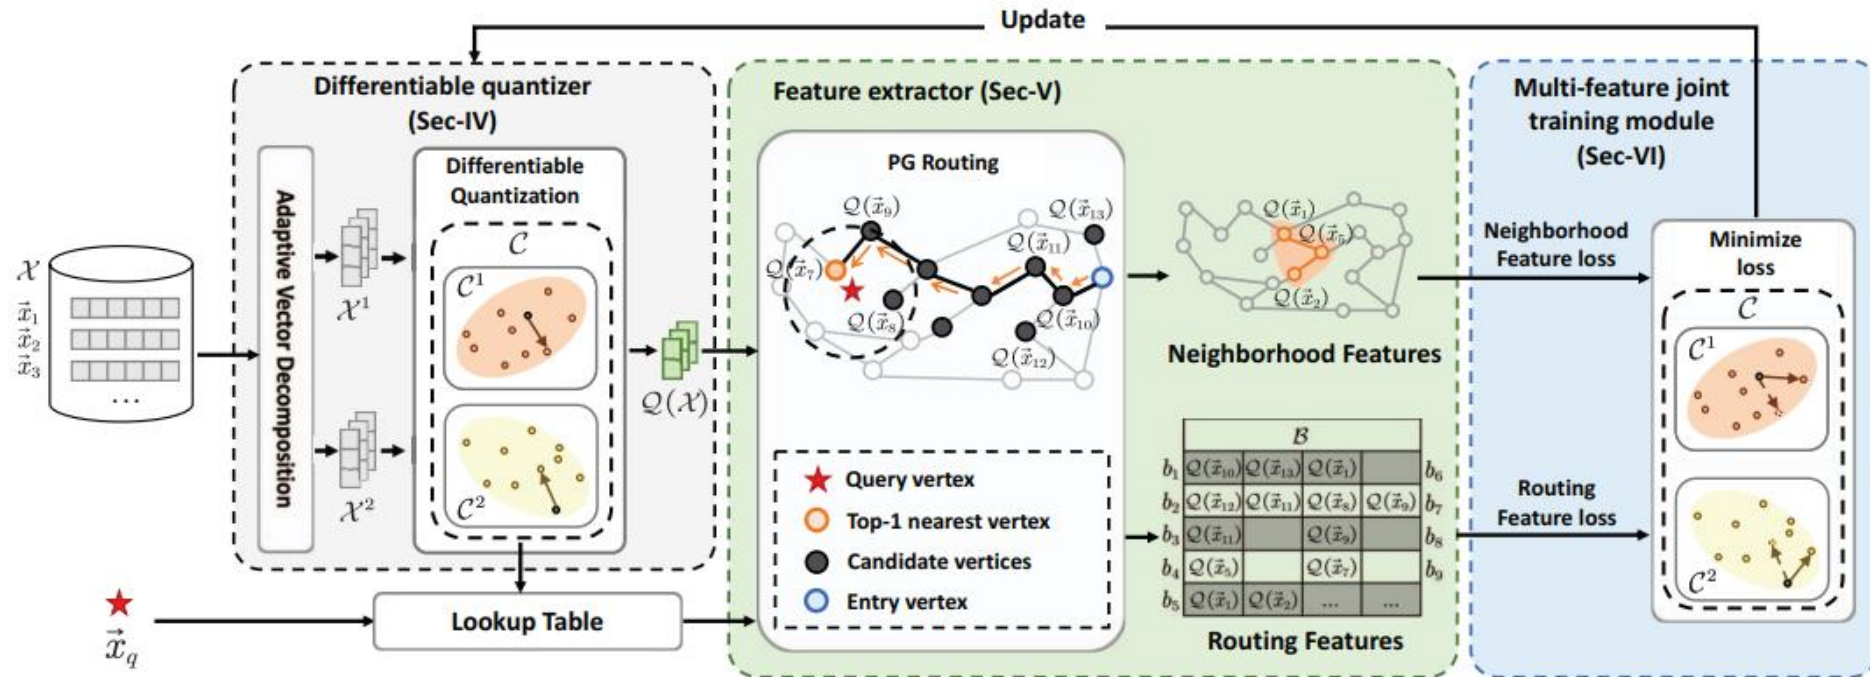 Update
Differentiable quantizer
(Sec-IV)
Adaptive Vector Decomposition
Differentiable
Quantization
𝒞
𝒞¹
𝒞²
𝒳
x⃗₁
x⃗₂
x⃗₃
...
𝒳¹
𝒳²
𝒬(𝒳)
x⃗_q
Lookup Table
Feature extractor (Sec-V)
PG Routing
𝒬(x⃗₉)
𝒬(x⃗₁₃)
𝒬(x⃗₁₁)
𝒬(x⃗₇)
𝒬(x⃗₈)
𝒬(x⃗₁₀)
𝒬(x⃗₁₂)
Query vertex
Top-1 nearest vertex
Candidate vertices
Entry vertex
𝒬(x⃗₁)
𝒬(x⃗₅)
𝒬(x⃗₂)
Neighborhood Features
ℬ
b₁ 𝒬(x⃗₁₀) 𝒬(x⃗₁₃) 𝒬(x⃗₁) b₆
b₂ 𝒬(x⃗₁₂) 𝒬(x⃗₁₁) 𝒬(x⃗₈) 𝒬(x⃗₉) b₇
b₃ 𝒬(x⃗₁₁) 𝒬(x⃗₉) b₈
b₄ 𝒬(x⃗₅) 𝒬(x⃗₇) b₉
b₅ 𝒬(x⃗₁) 𝒬(x⃗₂) ... ...
Routing Features
Multi-feature joint
training module
(Sec-VI)
Neighborhood
Feature loss
Routing
Feature loss
Minimize
loss
𝒞
𝒞¹
𝒞²